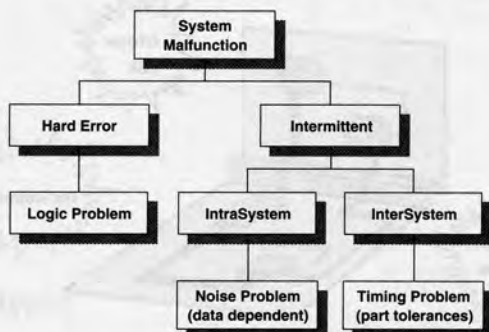 System
Malfunction
Hard Error
Intermittent
Logic Problem
IntraSystem
InterSystem
Noise Problem
(data dependent)
Timing Problem
(part tolerances)